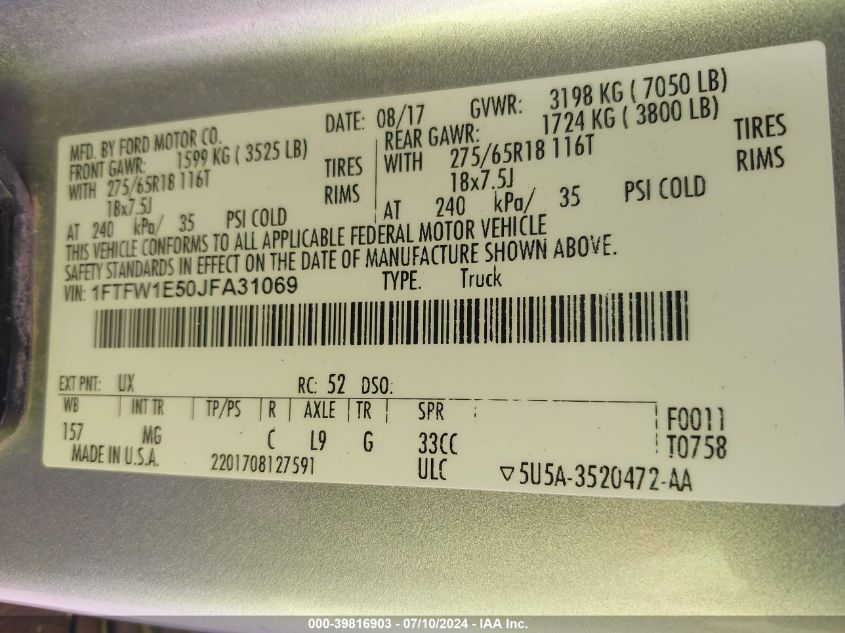 MFD. BY FORD MOTOR CO.
DATE: 08/17 GVWR: 3198 KG ( 7050 LB)
FRONT GAWR: 1599 KG ( 3525 LB)
REAR GAWR: 1724 KG ( 3800 LB)
WITH 275/65R18 116T TIRES
WITH 275/65R18 116T TIRES
18x7.5J RIMS
18x7.5J RIMS
AT 240 kPa/ 35 PSI COLD
AT 240 kPa/ 35 PSI COLD
THIS VEHICLE CONFORMS TO ALL APPLICABLE FEDERAL MOTOR VEHICLE
SAFETY STANDARDS IN EFFECT ON THE DATE OF MANUFACTURE SHOWN ABOVE.
VIN: 1FTFW1E50JFA31069 TYPE: Truck
EXT PNT: UX RC: 52 DSO:
WB INT TR TP/PS R AXLE TR SPR F0011
157 MG C L9 G 33CC T0758
MADE IN U.S.A. 2201708127591 ULC ▽5U5A-3520472-AA
000-39816903 - 07/10/2024 - IAA Inc.